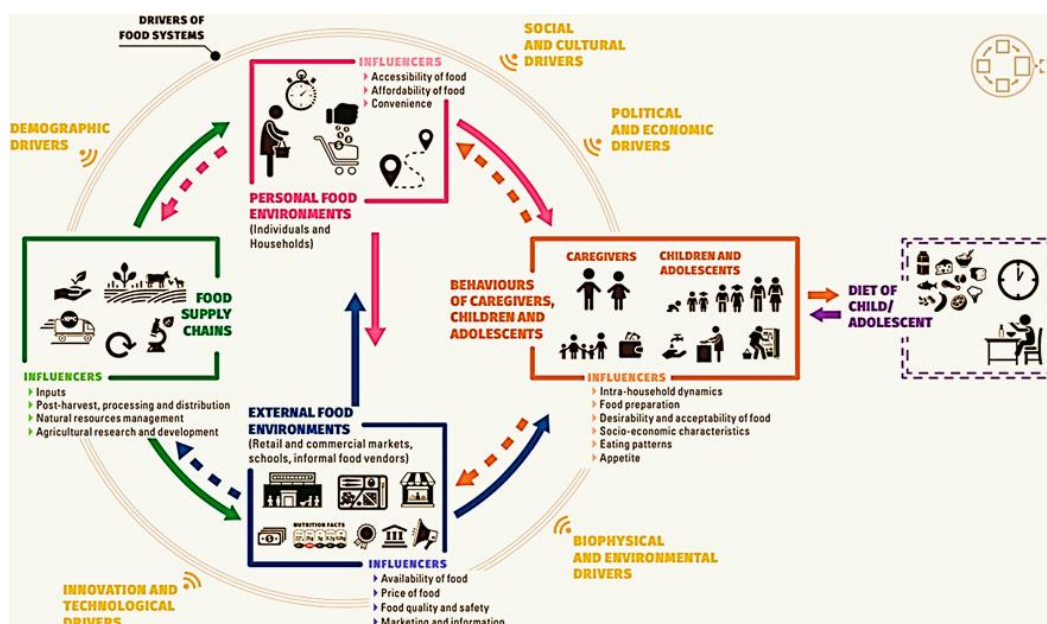 DRIVERS OF
FOOD SYSTEMS
SOCIAL
AND CULTURAL
DRIVERS
DEMOGRAPHIC
DRIVERS
POLITICAL
AND ECONOMIC
DRIVERS
INFLUENCERS
Accessibility of food
Affordability of food
Convenience
PERSONAL FOOD
ENVIRONMENTS
(Individuals and
Households)
FOOD
SUPPLY
CHAINS
INFLUENCERS
Inputs
Post-harvest, processing and distribution
Natural resources management
Agricultural research and development
BEHAVIOURS
OF CAREGIVERS,
CHILDREN AND
ADOLESCENTS
CAREGIVERS
CHILDREN AND
ADOLESCENTS
INFLUENCERS
Intra-household dynamics
Food preparation
Desirability and acceptability of food
Socio-economic characteristics
Eating patterns
Appetite
DIET OF
CHILD/
ADOLESCENT
EXTERNAL FOOD
ENVIRONMENTS
(Retail and commercial markets,
schools, informal food vendors)
SUPERMARKET
NUTRITION FACTS
INFLUENCERS
Availability of food
Price of food
Food quality and safety
Marketing and information
BIOPHYSICAL
AND ENVIRONMENTAL
DRIVERS
INNOVATION AND
TECHNOLOGICAL
DRIVERS